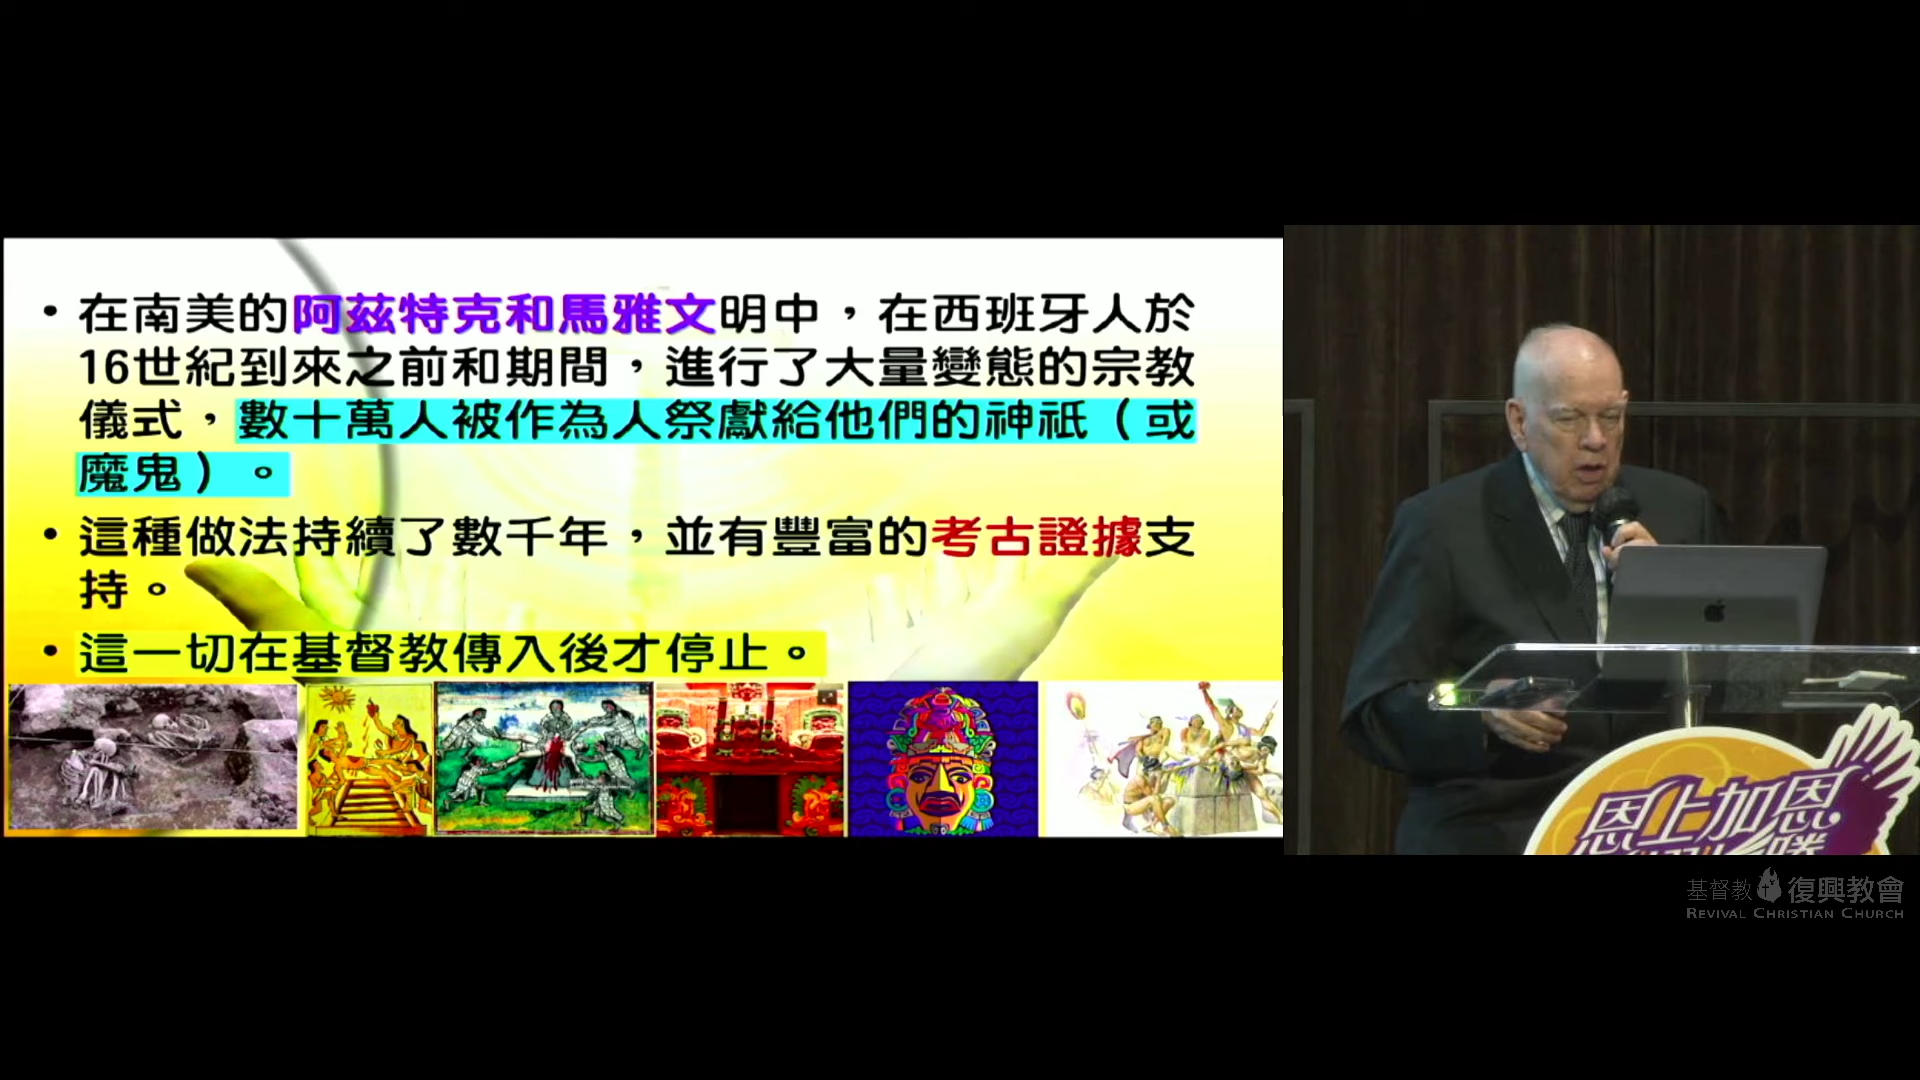 • 在南美的阿茲特克和馬雅文明中，在西班牙人於
16世紀到來之前和期間，進行了大量變態的宗教
儀式，數十萬人被作為人祭獻給他們的神祇（或
魔鬼）。
• 這種做法持續了數千年，並有豐富的考古證據支
持。
• 這一切在基督教傳入後才停止。
恩上加恩
基督教 復興教會
REVIVAL CHRISTIAN CHURCH